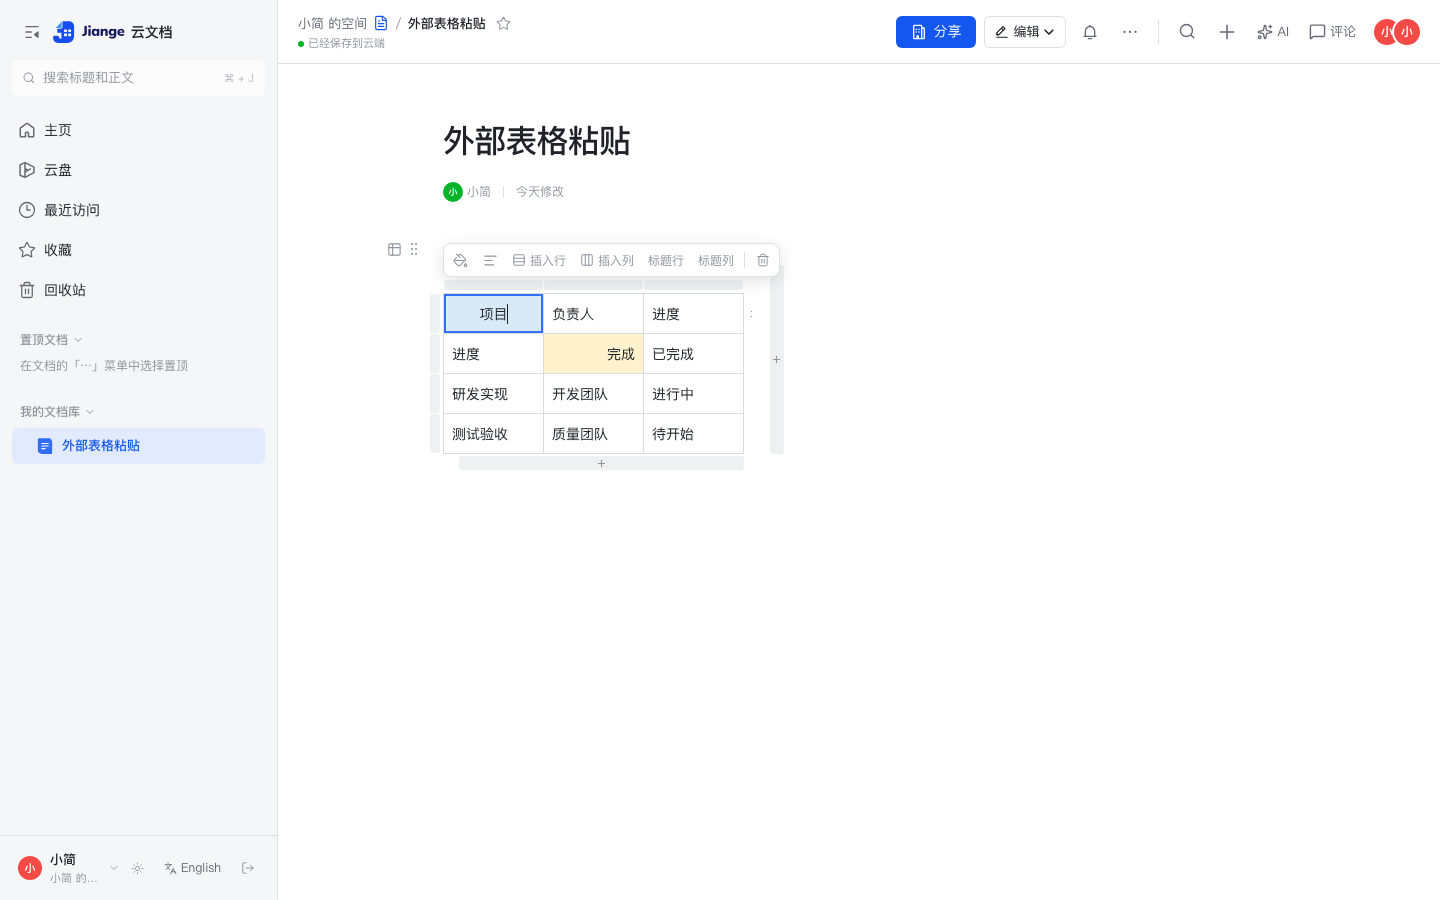 Jiange 云文档
搜索标题和正文 ⌘ + J
主页
云盘
最近访问
收藏
回收站
置顶文档
在文档的「…」菜单中选择置顶
我的文档库
外部表格粘贴
小
小简
小简 的...
English
小简 的空间 / 外部表格粘贴
已经保存到云端
分享 编辑 AI 评论 小 小
外部表格粘贴
小 小简 今天修改
插入行 插入列 标题行 标题列
项目 负责人 进度
进度 完成 已完成
研发实现 开发团队 进行中
测试验收 质量团队 待开始